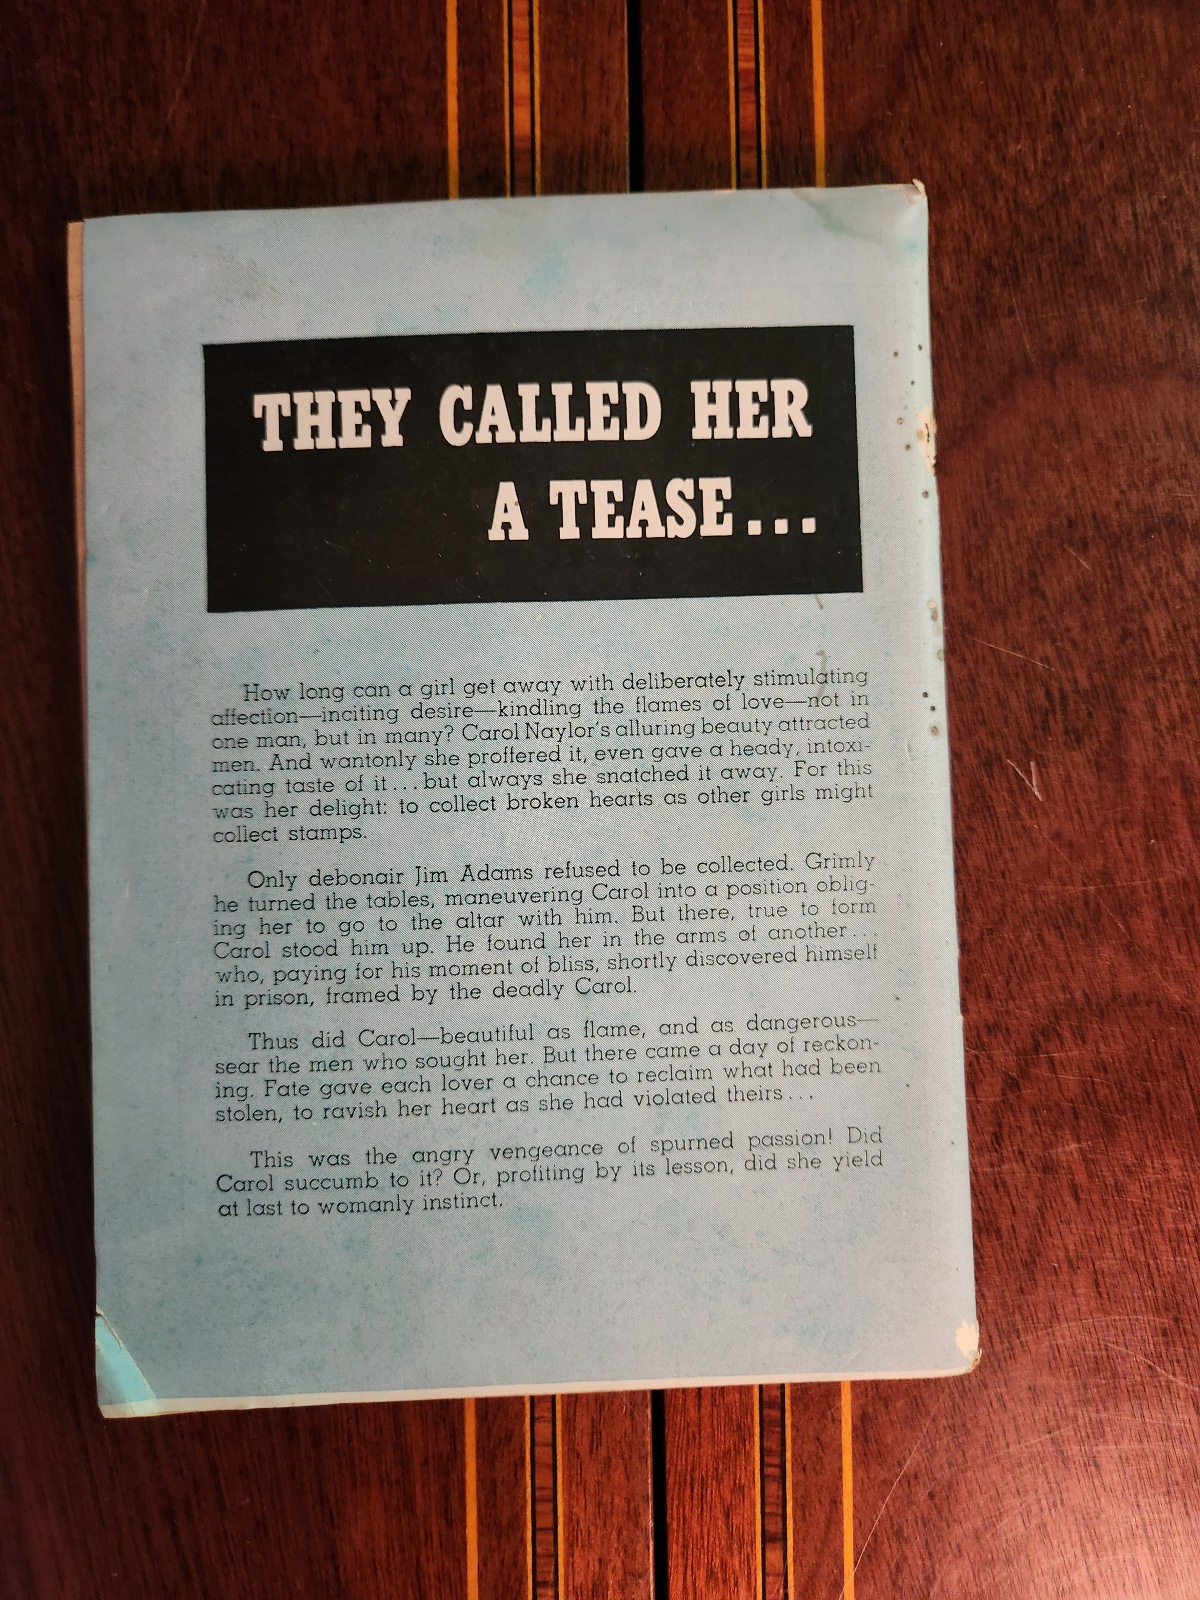 THEY CALLED HER
A TEASE...
How long can a girl get away with deliberately stimulating
affection—inciting desire—kindling the flames of love—not in
one man, but in many? Carol Naylor's alluring beauty attracted
men. And wantonly she proffered it, even gave a heady, intoxi-
cating taste of it...but always she snatched it away. For this
was her delight: to collect broken hearts as other girls might
collect stamps.
Only debonair Jim Adams refused to be collected. Grimly
he turned the tables, maneuvering Carol into a position oblig-
ing her to go to the altar with him. But there, true to form
Carol stood him up. He found her in the arms of another...
who, paying for his moment of bliss, shortly discovered himself
in prison, framed by the deadly Carol.
Thus did Carol—beautiful as flame, and as dangerous—
sear the men who sought her. But there came a day of reckon-
ing. Fate gave each lover a chance to reclaim what had been
stolen, to ravish her heart as she had violated theirs...
This was the angry vengeance of spurned passion! Did
Carol succumb to it? Or, profiting by its lesson, did she yield
at last to womanly instinct.